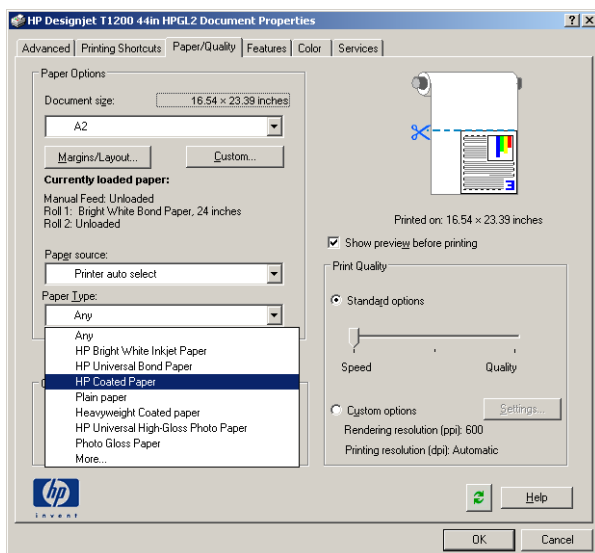 HP Designjet T1200 44in HPGL2 Document Properties
Advanced
Printing Shortcuts
Paper/Quality
Features
Color
Services
Paper Options
Document size:
16.54 × 23.39 inches
A2
Margins/Layout...
Custom...
Currently loaded paper:
Manual Feed: Unloaded
Roll 1: Bright White Bond Paper, 24 inches
Roll 2: Unloaded
Paper source:
Printer auto select
Paper Type:
Any
Any
HP Bright White Inkjet Paper
HP Universal Bond Paper
HP Coated Paper
Plain paper
Heavyweight Coated paper
HP Universal High-Gloss Photo Paper
Photo Gloss Paper
More...
3
Printed on: 16.54 × 23.39 inches
Show preview before printing
Print Quality
Standard options
Speed
Quality
Custom options
Settings...
Rendering resolution (ppi): 600
Printing resolution (dpi): Automatic
hp
invent
Help
OK
Cancel